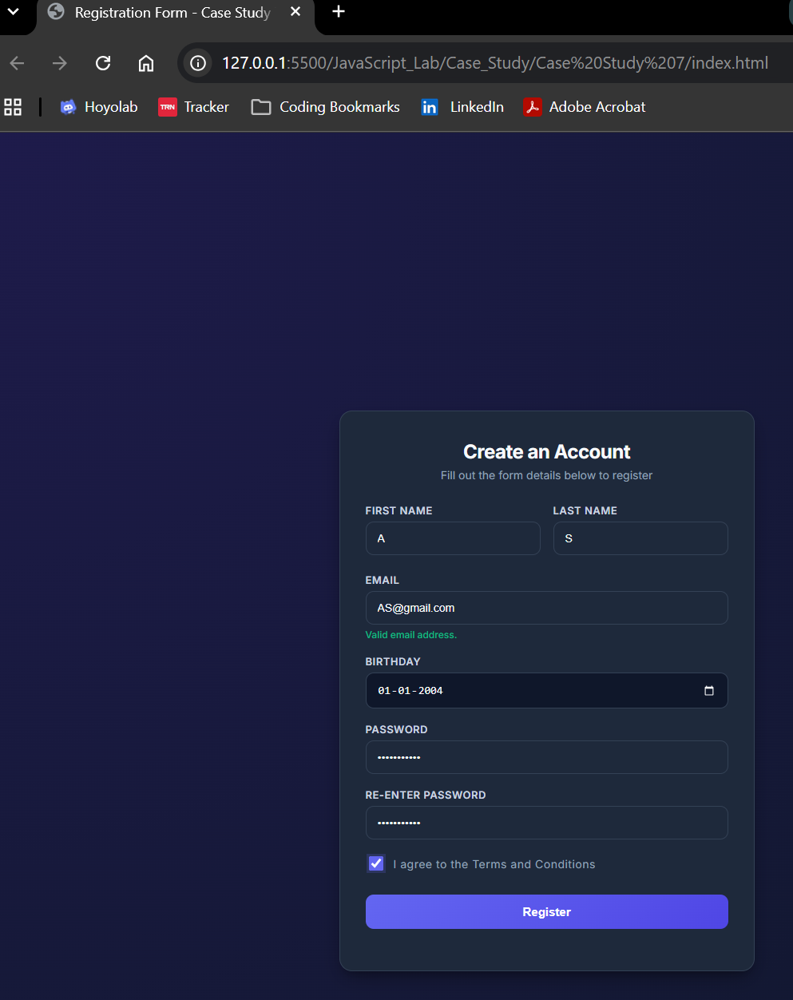 Registration Form - Case Study
127.0.0.1:5500/JavaScript_Lab/Case_Study/Case%20Study%207/index.html
Hoyolab TRN Tracker Coding Bookmarks in LinkedIn Adobe Acrobat
Create an Account
Fill out the form details below to register
FIRST NAME LAST NAME
A S
EMAIL
AS@gmail.com
Valid email address.
BIRTHDAY
01-01-2004
PASSWORD
•••••••••••
RE-ENTER PASSWORD
•••••••••••
I agree to the Terms and Conditions
Register